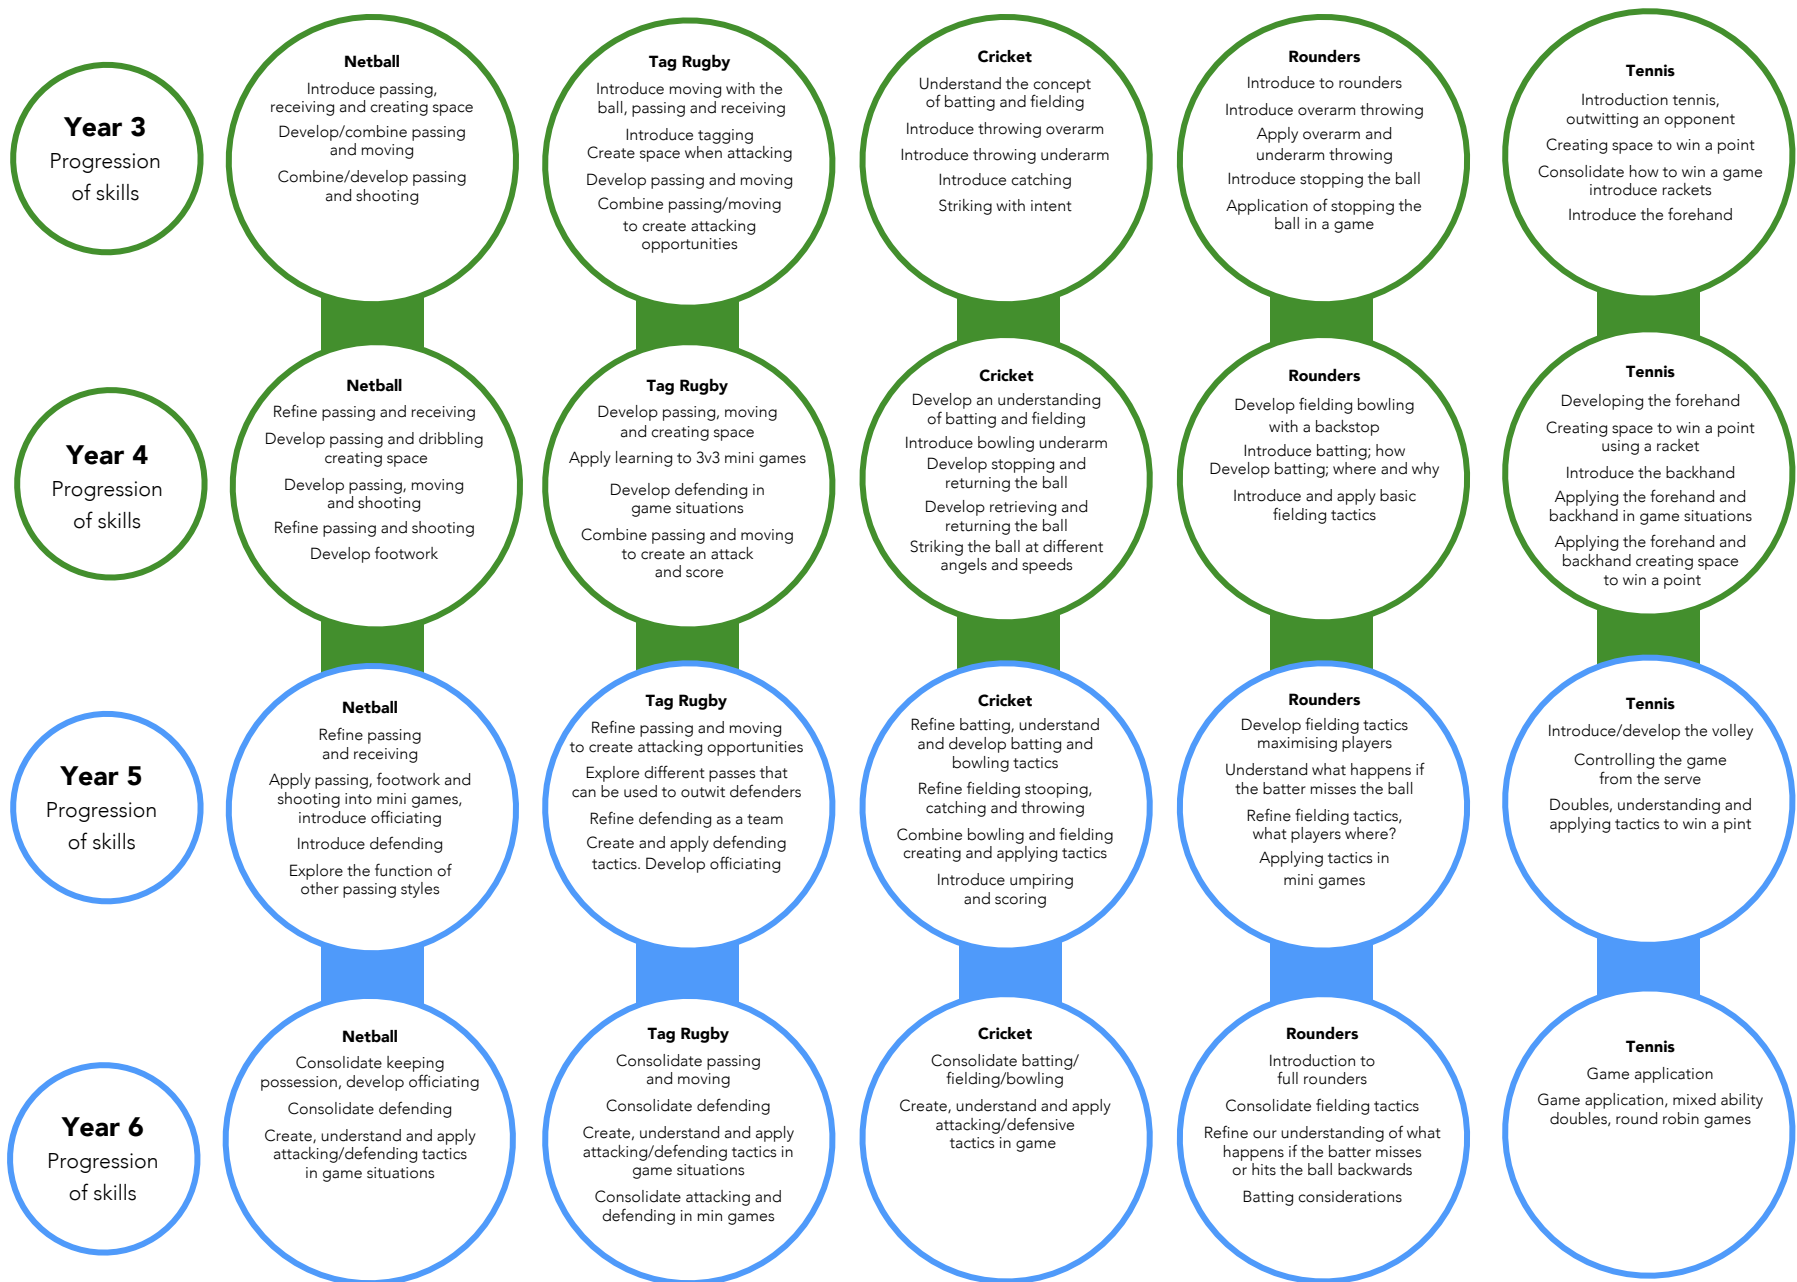 Year 3
Progression
of skills
Netball
Introduce passing,
receiving and creating space
Develop/combine passing
and moving
Combine/develop passing
and shooting
Tag Rugby
Introduce moving with the
ball, passing and receiving
Introduce tagging
Create space when attacking
Develop passing and moving
Combine passing/moving
to create attacking
opportunities
Cricket
Understand the concept
of batting and fielding
Introduce throwing overarm
Introduce throwing underarm
Introduce catching
Striking with intent
Rounders
Introduce to rounders
Introduce overarm throwing
Apply overarm and
underarm throwing
Introduce stopping the ball
Application of stopping the
ball in a game
Tennis
Introduction tennis,
outwitting an opponent
Creating space to win a point
Consolidate how to win a game
introduce rackets
Introduce the forehand
Year 4
Progression
of skills
Netball
Refine passing and receiving
Develop passing and dribbling
creating space
Develop passing, moving
and shooting
Refine passing and shooting
Develop footwork
Tag Rugby
Develop passing, moving
and creating space
Apply learning to 3v3 mini games
Develop defending in
game situations
Combine passing and moving
to create an attack
and score
Cricket
Develop an understanding
of batting and fielding
Introduce bowling underarm
Develop stopping and
returning the ball
Develop retrieving and
returning the ball
Striking the ball at different
angels and speeds
Rounders
Develop fielding bowling
with a backstop
Introduce batting; how
Develop batting; where and why
Introduce and apply basic
fielding tactics
Tennis
Developing the forehand
Creating space to win a point
using a racket
Introduce the backhand
Applying the forehand and
backhand in game situations
Applying the forehand and
backhand creating space
to win a point
Year 5
Progression
of skills
Netball
Refine passing
and receiving
Apply passing, footwork and
shooting into mini games,
introduce officiating
Introduce defending
Explore the function of
other passing styles
Tag Rugby
Refine passing and moving
to create attacking opportunities
Explore different passes that
can be used to outwit defenders
Refine defending as a team
Create and apply defending
tactics. Develop officiating
Cricket
Refine batting, understand
and develop batting and
bowling tactics
Refine fielding stooping,
catching and throwing
Combine bowling and fielding
creating and applying tactics
Introduce umpiring
and scoring
Rounders
Develop fielding tactics
maximising players
Understand what happens if
the batter misses the ball
Refine fielding tactics,
what players where?
Applying tactics in
mini games
Tennis
Introduce/develop the volley
Controlling the game
from the serve
Doubles, understanding and
applying tactics to win a pint
Year 6
Progression
of skills
Netball
Consolidate keeping
possession, develop officiating
Consolidate defending
Create, understand and apply
attacking/defending tactics
in game situations
Tag Rugby
Consolidate passing
and moving
Consolidate defending
Create, understand and apply
attacking/defending tactics in
game situations
Consolidate attacking and
defending in min games
Cricket
Consolidate batting/
fielding/bowling
Create, understand and apply
attacking/defensive
tactics in game
Rounders
Introduction to
full rounders
Consolidate fielding tactics
Refine our understanding of what
happens if the batter misses
or hits the ball backwards
Batting considerations
Tennis
Game application
Game application, mixed ability
doubles, round robin games